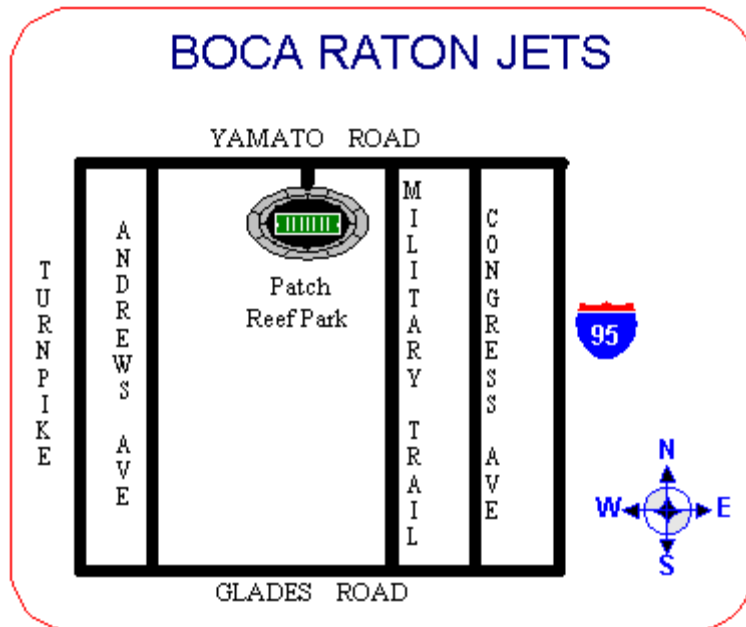 BOCA RATON JETS
YAMATO ROAD
TURNPIKE
ANDREWS AVE
Patch
Reef Park
MILITARY TRAIL
CONGRESS AVE
95
N
W E
S
GLADES ROAD